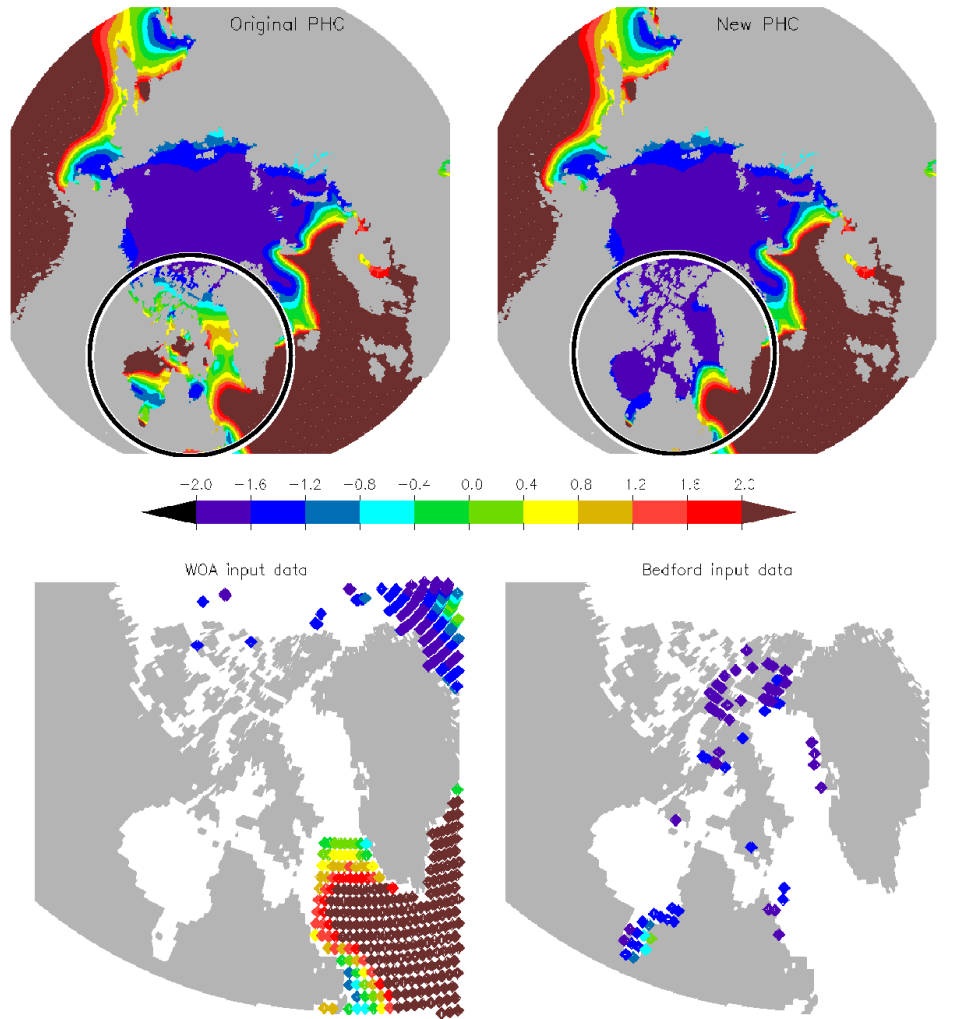 Original PHC
New PHC
−2.0 −1.6 −1.2 −0.8 −0.4 0.0 0.4 0.8 1.2 1.6 2.0
WOA input data
Bedford input data